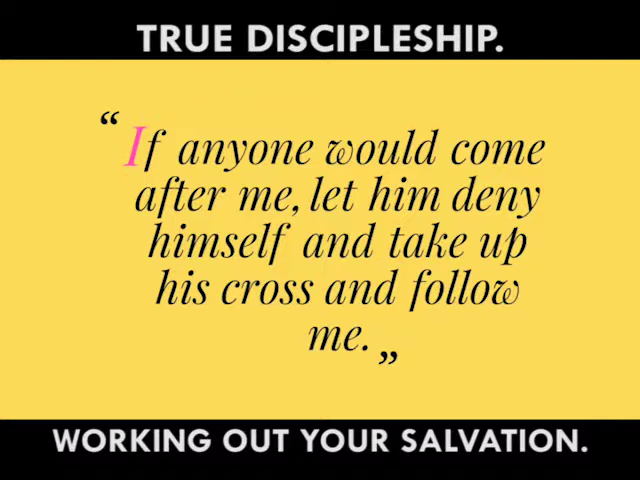 TRUE DISCIPLESHIP.
“If anyone would come
after me, let him deny
himself and take up
his cross and follow
me.„
WORKING OUT YOUR SALVATION.